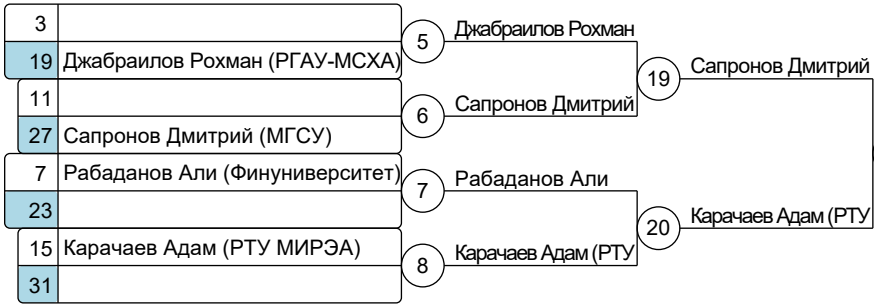 3
5
Джабраилов Рохман
19 Джабраилов Рохман (РГАУ-МСХА)
19
Сапронов Дмитрий
11
6
Сапронов Дмитрий
27 Сапронов Дмитрий (МГСУ)
7 Рабаданов Али (Финуниверситет)
7
Рабаданов Али
23
20
Карачаев Адам (РТУ
15 Карачаев Адам (РТУ МИРЭА)
8
Карачаев Адам (РТУ
31